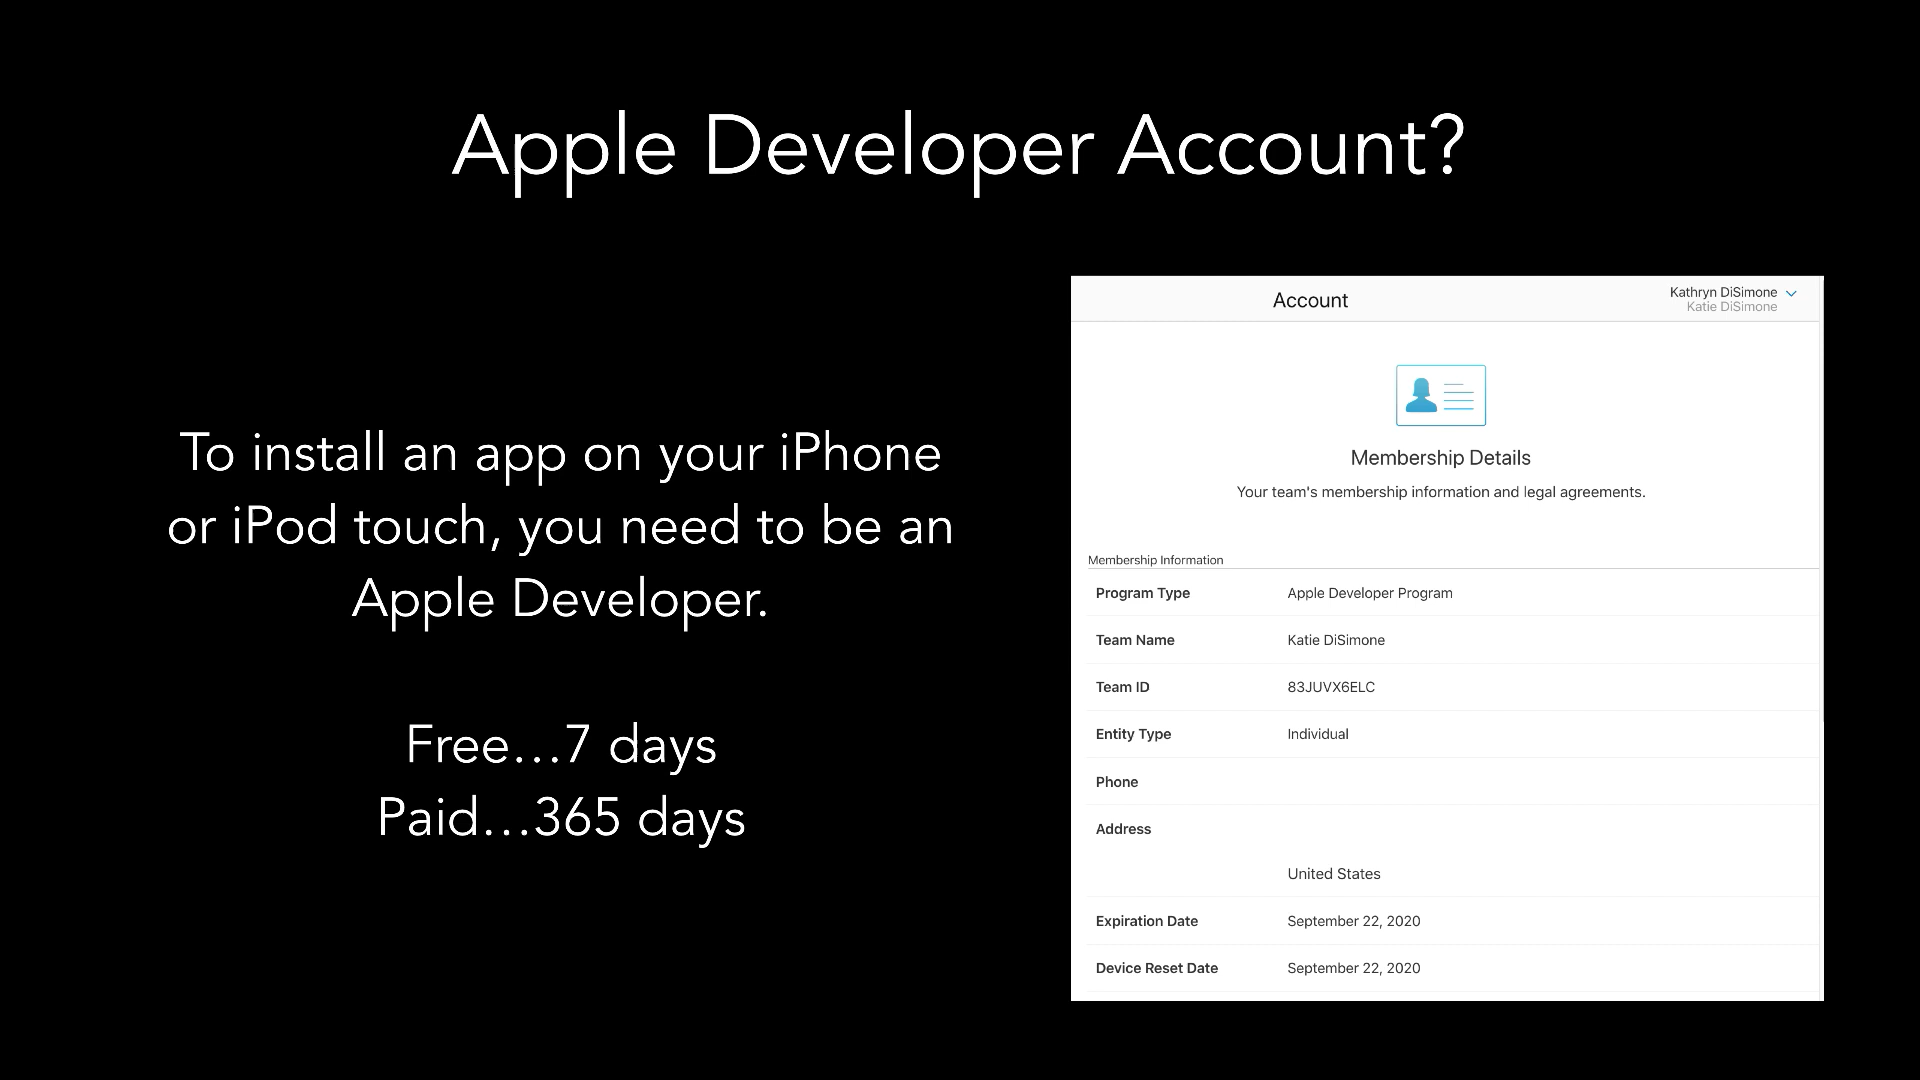 Apple Developer Account?
To install an app on your iPhone
or iPod touch, you need to be an
Apple Developer.
Free...7 days
Paid...365 days
Account
Kathryn DiSimone
Katie DiSimone
Membership Details
Your team's membership information and legal agreements.
Membership Information
Program Type Apple Developer Program
Team Name Katie DiSimone
Team ID 83JUVX6ELC
Entity Type Individual
Phone
Address
United States
Expiration Date September 22, 2020
Device Reset Date September 22, 2020